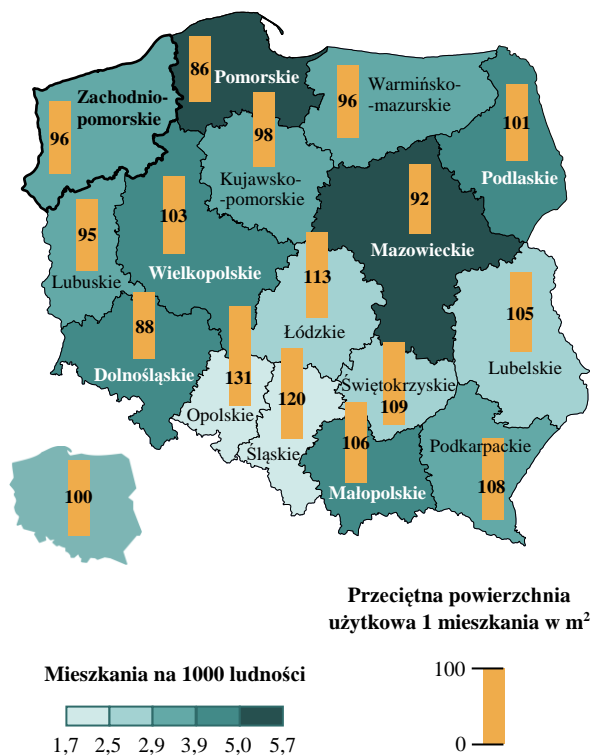 86
Pomorskie
Warmińsko-
-mazurskie
96
Zachodnio-
pomorskie
96
98
Kujawsko-
-pomorskie
101
Podlaskie
92
Mazowieckie
103
Wielkopolskie
95
Lubuskie
113
Łódzkie
105
Lubelskie
88
Dolnośląskie
131
Opolskie
120
Śląskie
Świętokrzyskie
109
106
Małopolskie
Podkarpackie
108
100
Przeciętna powierzchnia
użytkowa 1 mieszkania w m²
100
0
Mieszkania na 1000 ludności
1,7 2,5 2,9 3,9 5,0 5,7